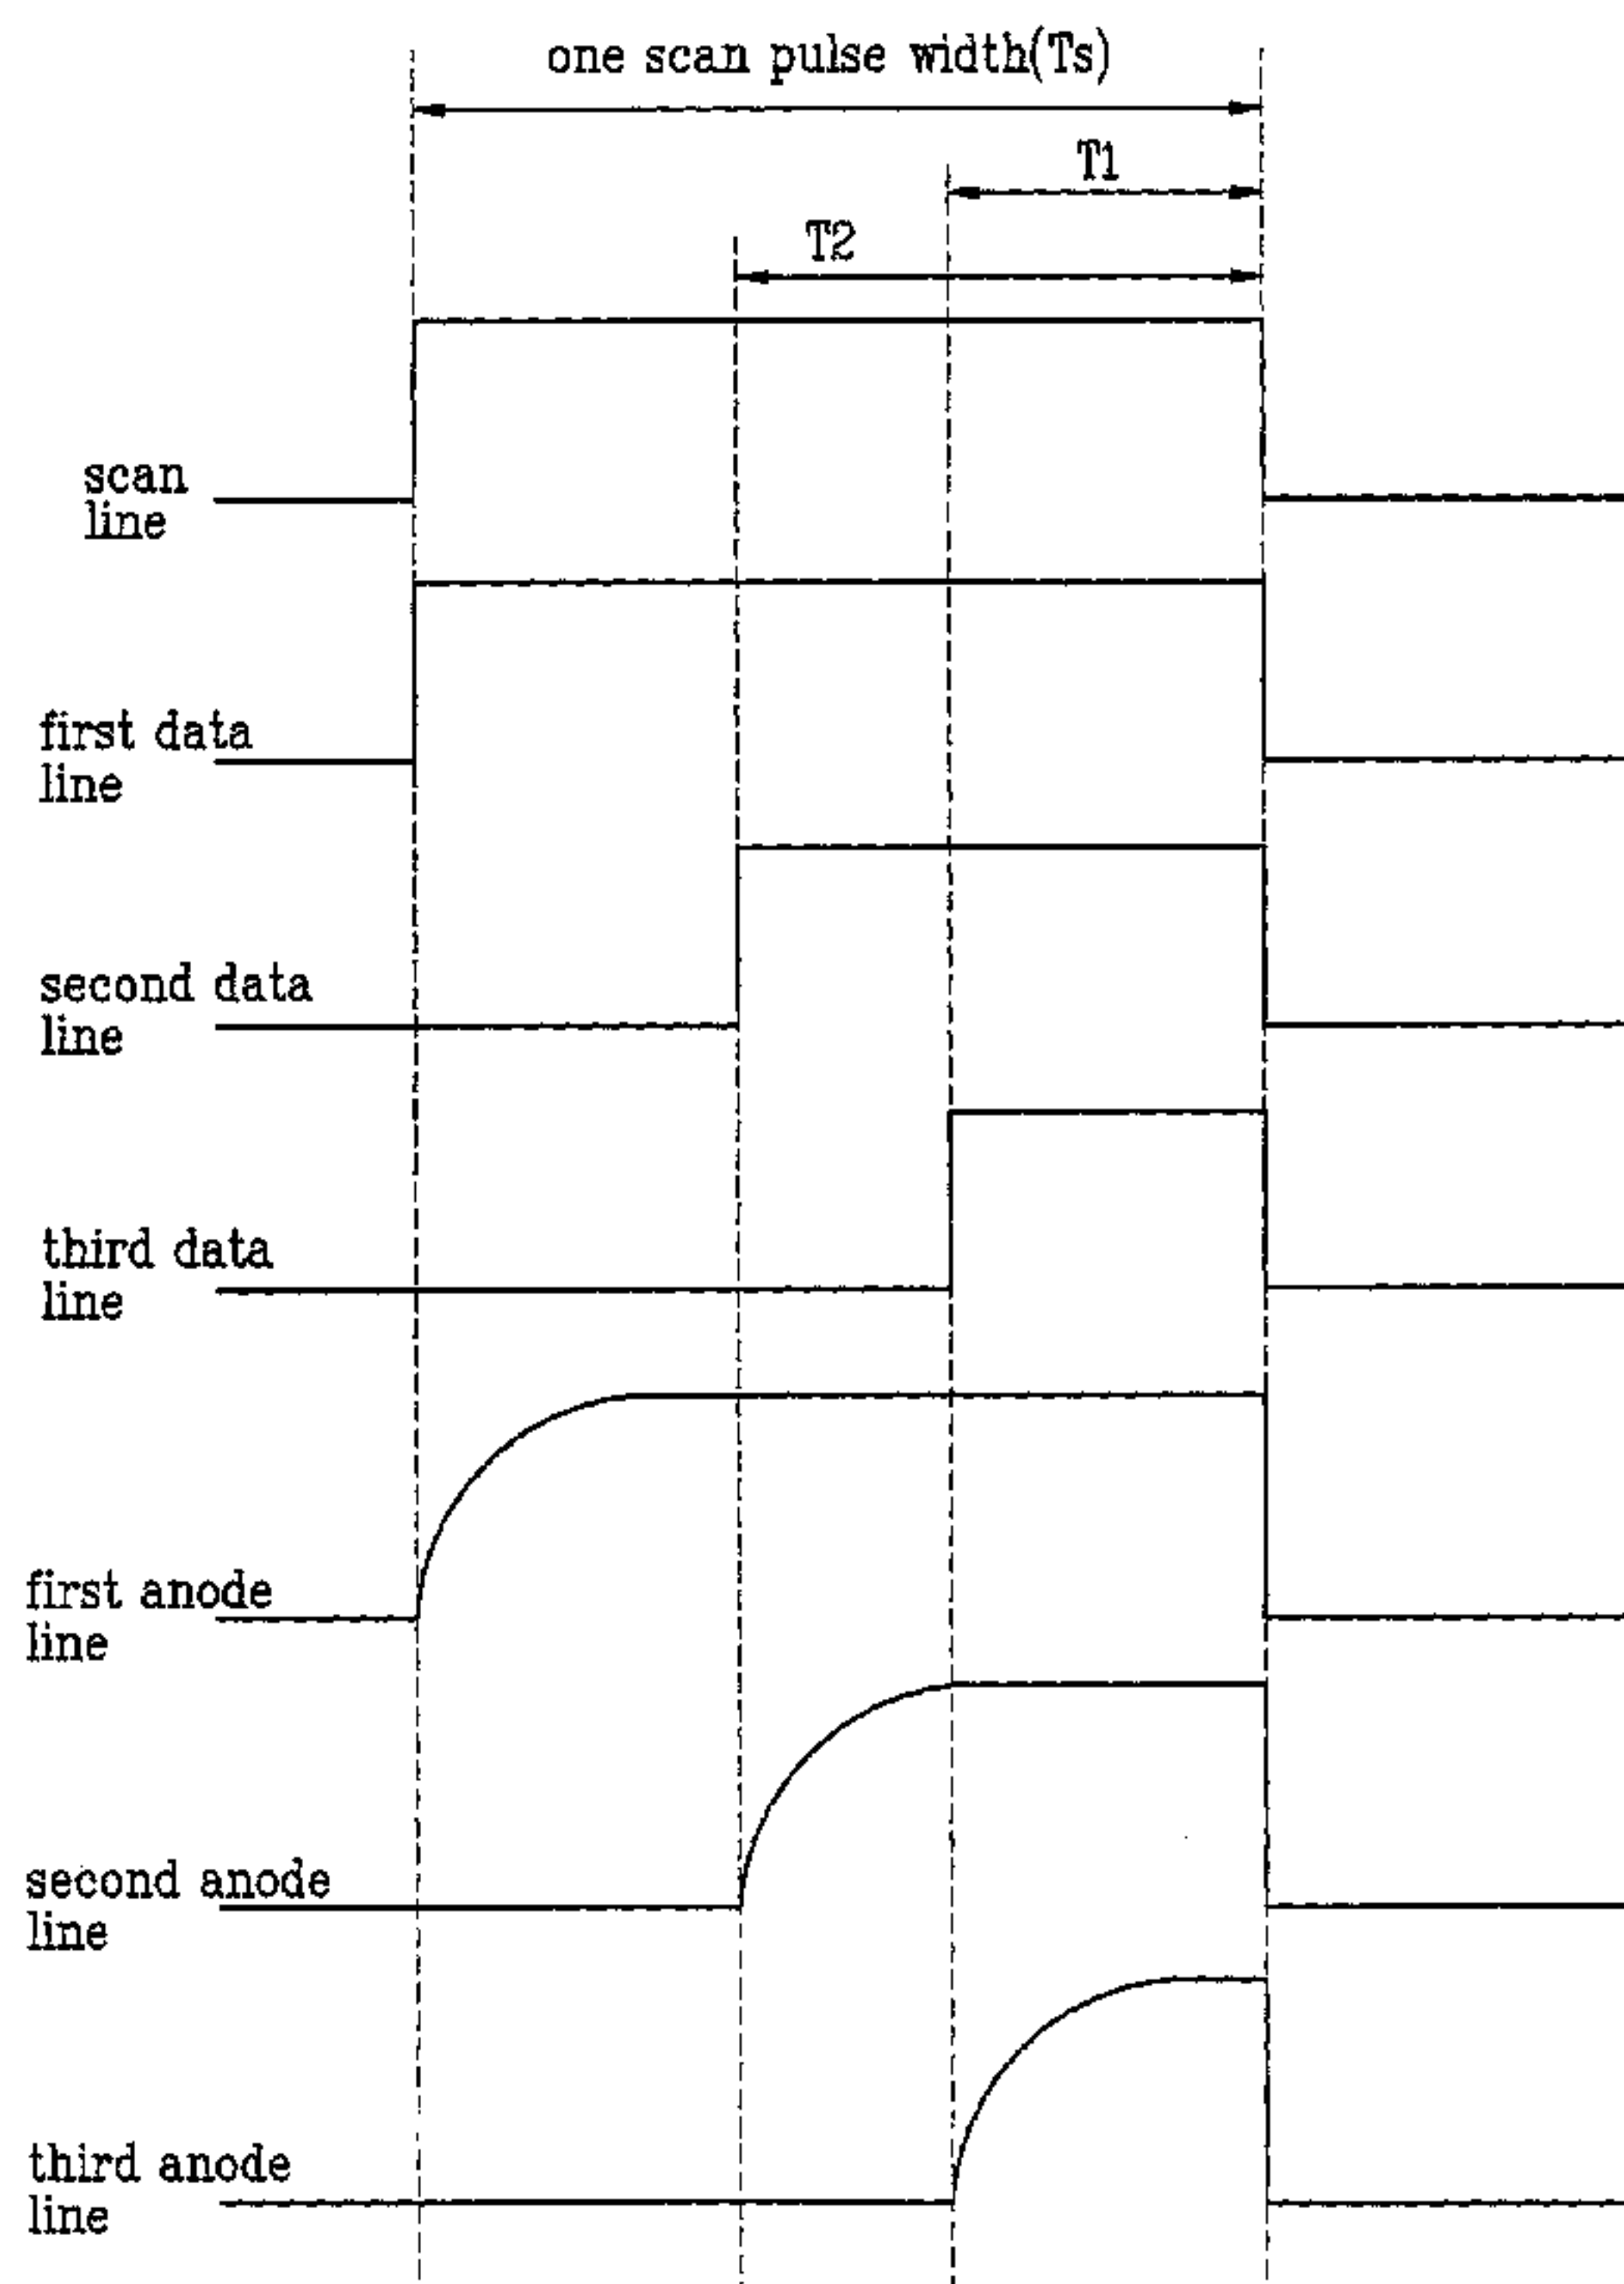 one scan pulse width(Ts)
T1
T2
scan
line
first data
line
second data
line
third data
line
first anode
line
second anode
line
third anode
line